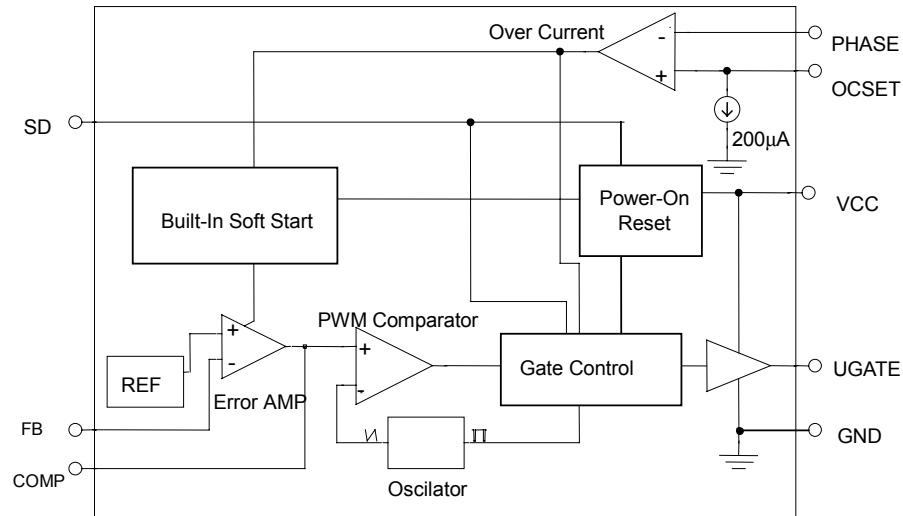 Over Current
-
+
PHASE
OCSET
200µA
SD
Built-In Soft Start
Power-On
Reset
VCC
PWM Comparator
+
-
REF
Error AMP
+
-
Gate Control
UGATE
FB
GND
COMP
Oscilator